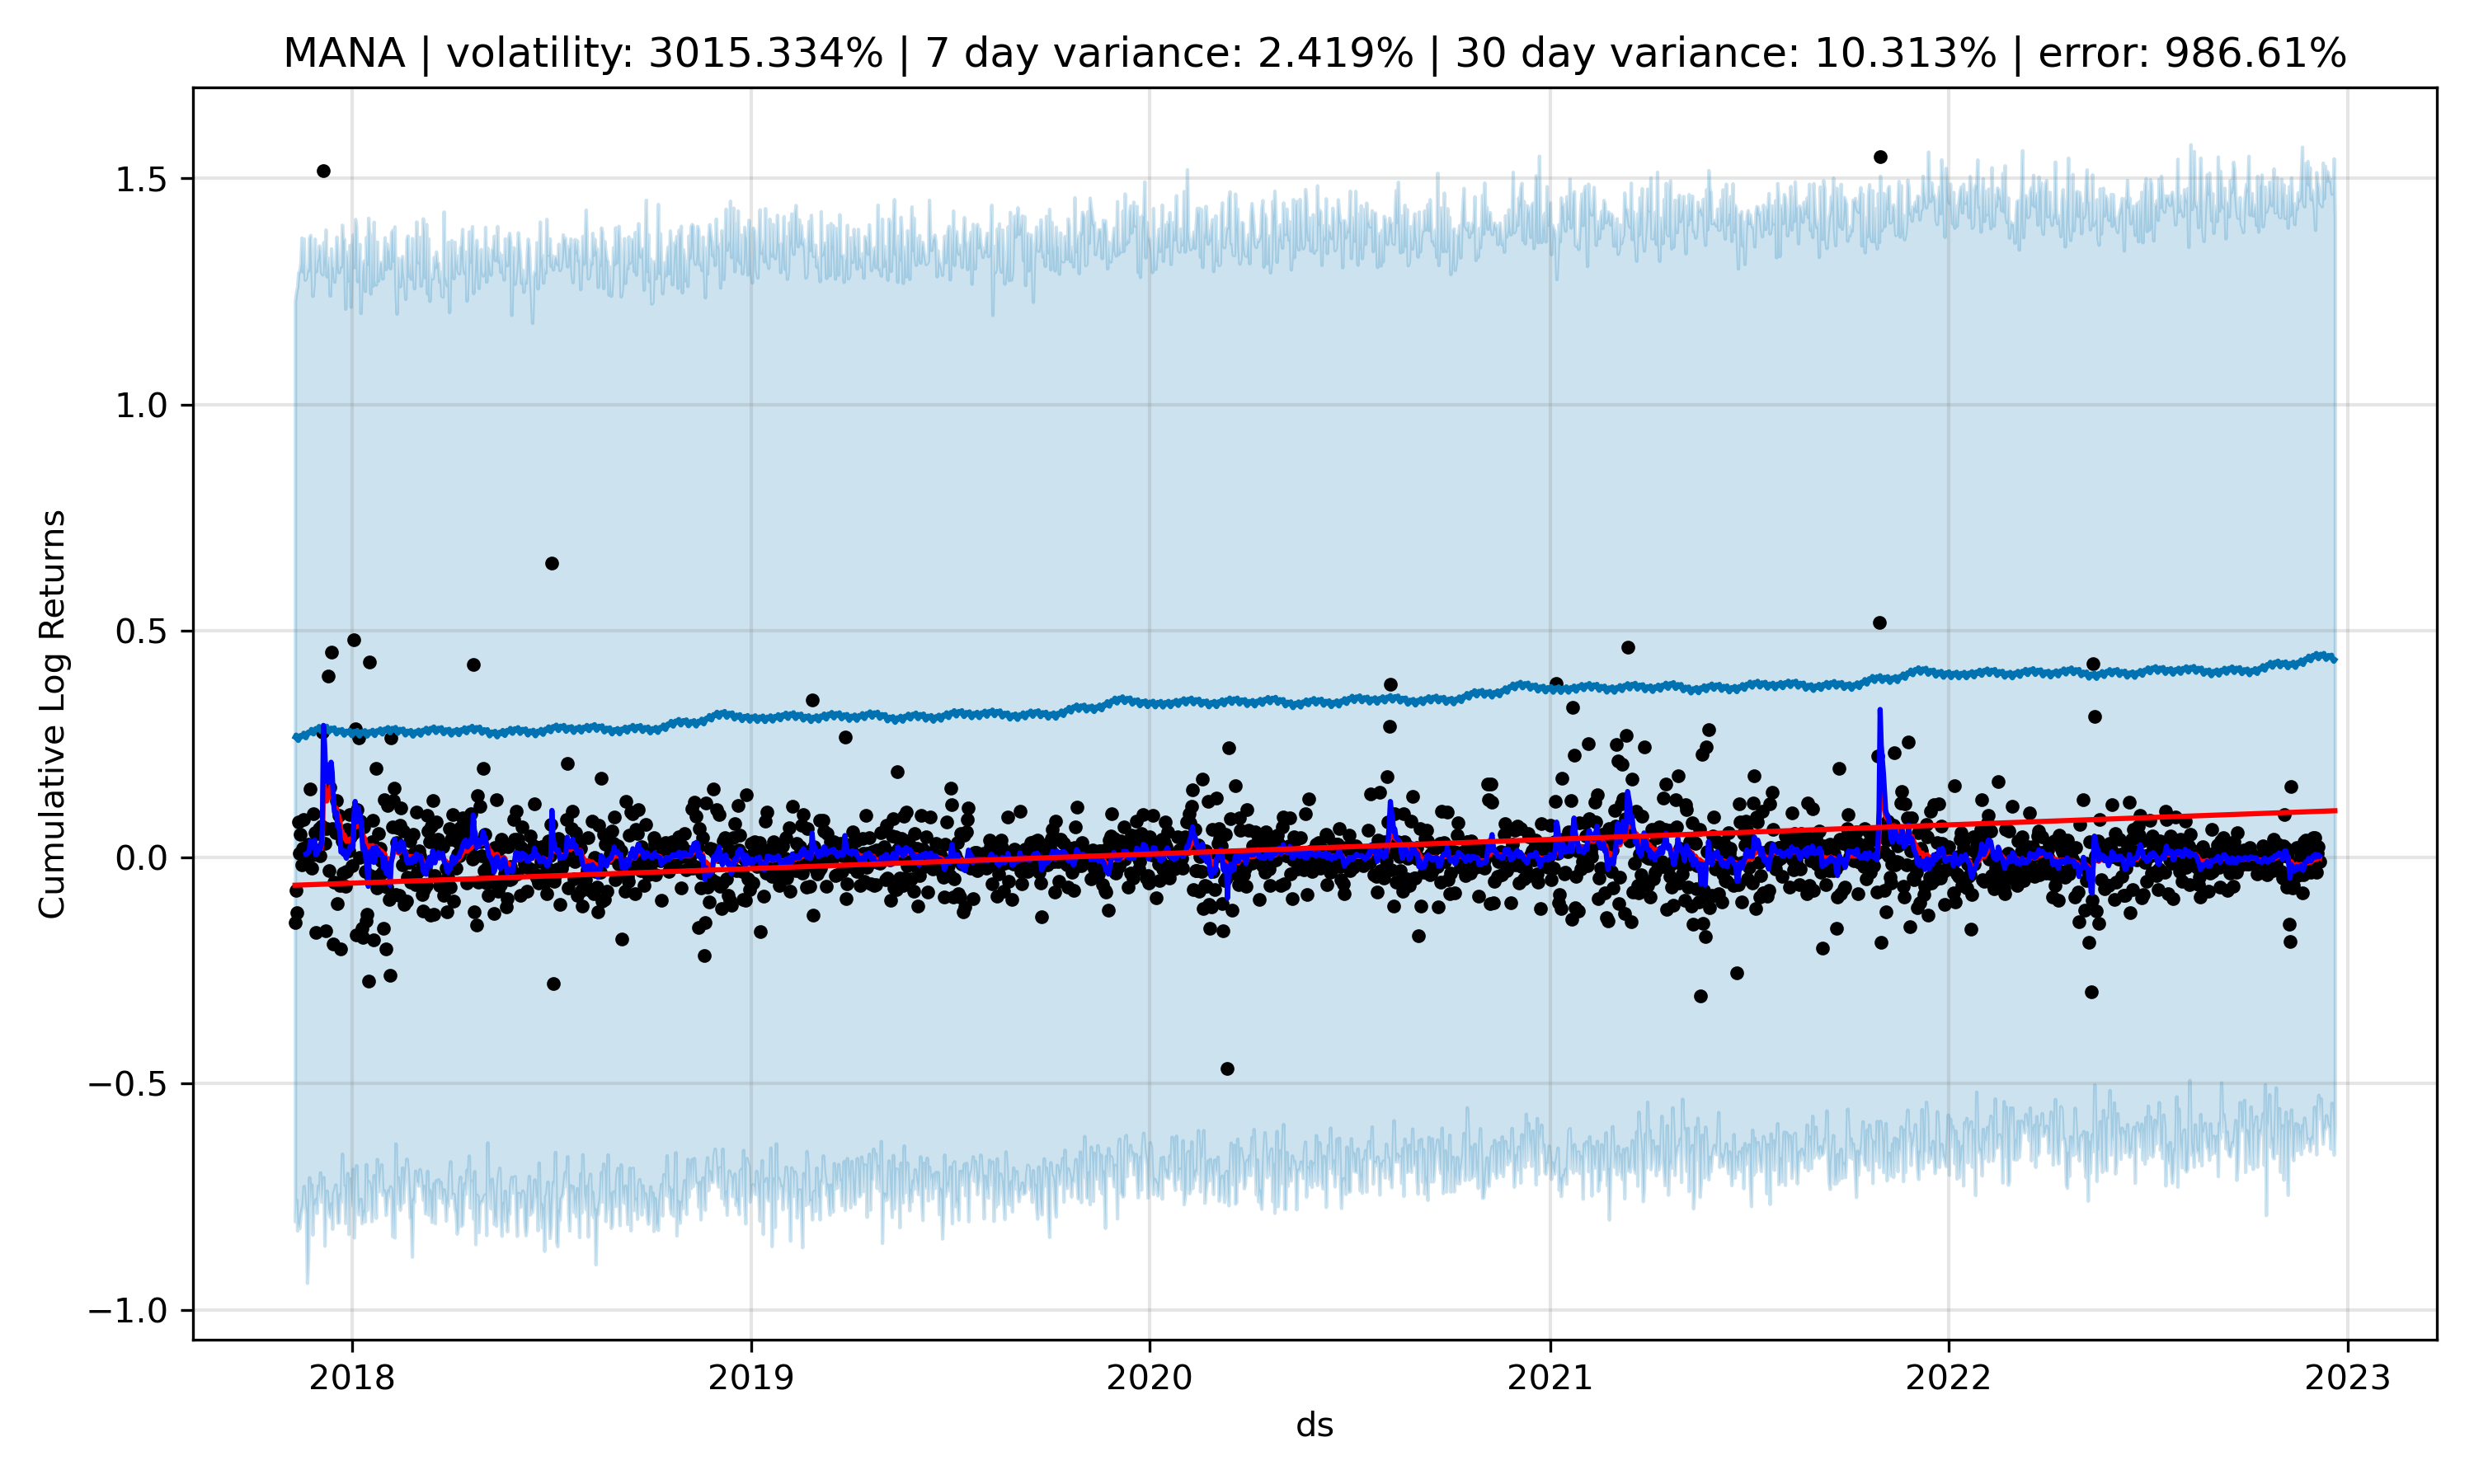 MANA | volatility: 3015.334% | 7 day variance: 2.419% | 30 day variance: 10.313% | error: 986.61%
Cumulative Log Returns
1.5
1.0
0.5
0.0
−0.5
−1.0
2018 2019 2020 2021 2022 2023
ds